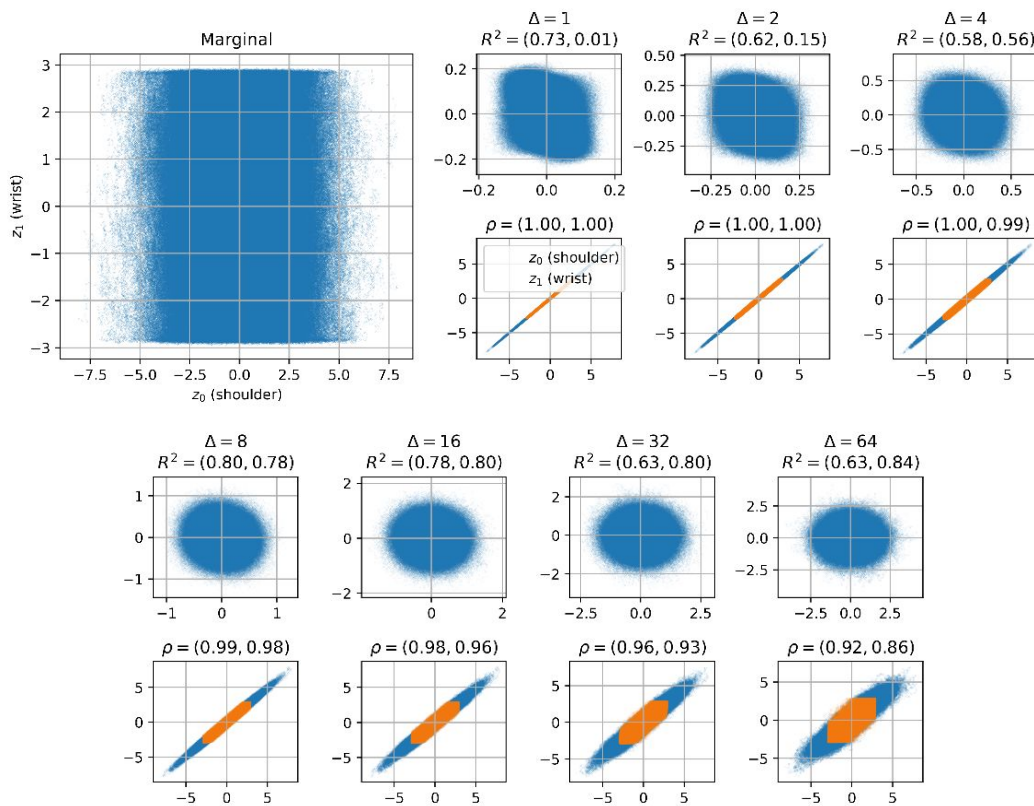 Marginal
3
2
1
0
−1
−2
−3
−7.5 −5.0 −2.5 0.0 2.5 5.0 7.5
z₀ (shoulder)
z₁ (wrist)
Δ = 1
R² = (0.73, 0.01)
0.2
0.0
−0.2
−0.2 0.0 0.2
Δ = 2
R² = (0.62, 0.15)
0.50
0.25
0.00
−0.25
−0.25 0.00 0.25
Δ = 4
R² = (0.58, 0.56)
0.5
0.0
−0.5
−0.5 0.0 0.5
ρ = (1.00, 1.00)
z₀ (shoulder)
z₁ (wrist)
5
0
−5
−5 0 5
ρ = (1.00, 1.00)
5
0
−5
−5 0 5
ρ = (1.00, 0.99)
5
0
−5
−5 0 5
Δ = 8
R² = (0.80, 0.78)
1
0
−1
−1 0 1
Δ = 16
R² = (0.78, 0.80)
2
0
−2
0 2
Δ = 32
R² = (0.63, 0.80)
2
0
−2
−2.5 0.0 2.5
Δ = 64
R² = (0.63, 0.84)
2.5
0.0
−2.5
−2.5 0.0 2.5
ρ = (0.99, 0.98)
5
0
−5
−5 0 5
ρ = (0.98, 0.96)
5
0
−5
−5 0 5
ρ = (0.96, 0.93)
5
0
−5
−5 0 5
ρ = (0.92, 0.86)
5
0
−5
−5 0 5